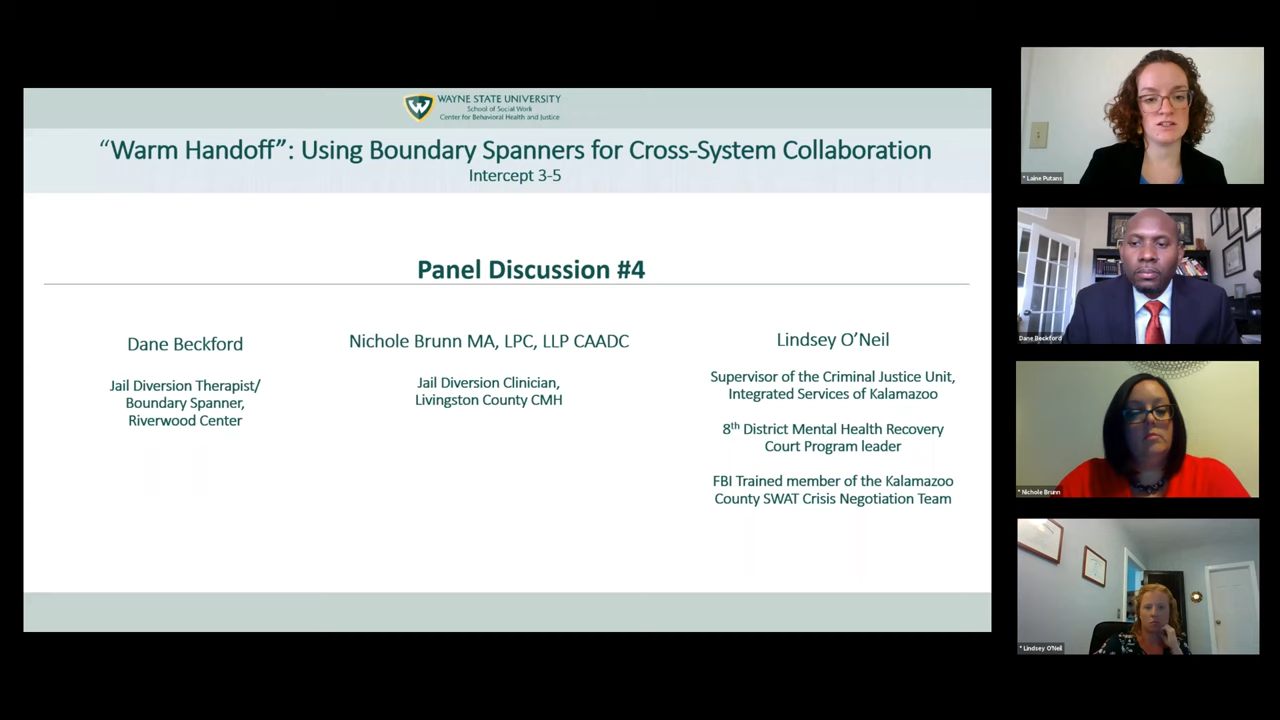 WAYNE STATE UNIVERSITY
School of Social Work
Center for Behavioral Health and Justice
“Warm Handoff”: Using Boundary Spanners for Cross-System Collaboration
Intercept 3-5
Panel Discussion #4
Dane Beckford
Jail Diversion Therapist/
Boundary Spanner,
Riverwood Center
Nichole Brunn MA, LPC, LLP CAADC
Jail Diversion Clinician,
Livingston County CMH
Lindsey O’Neil
Supervisor of the Criminal Justice Unit,
Integrated Services of Kalamazoo
8th District Mental Health Recovery
Court Program leader
FBI Trained member of the Kalamazoo
County SWAT Crisis Negotiation Team
* Laine Putans
Dane Beckford
* Nichole Brunn
* Lindsey O'Neil